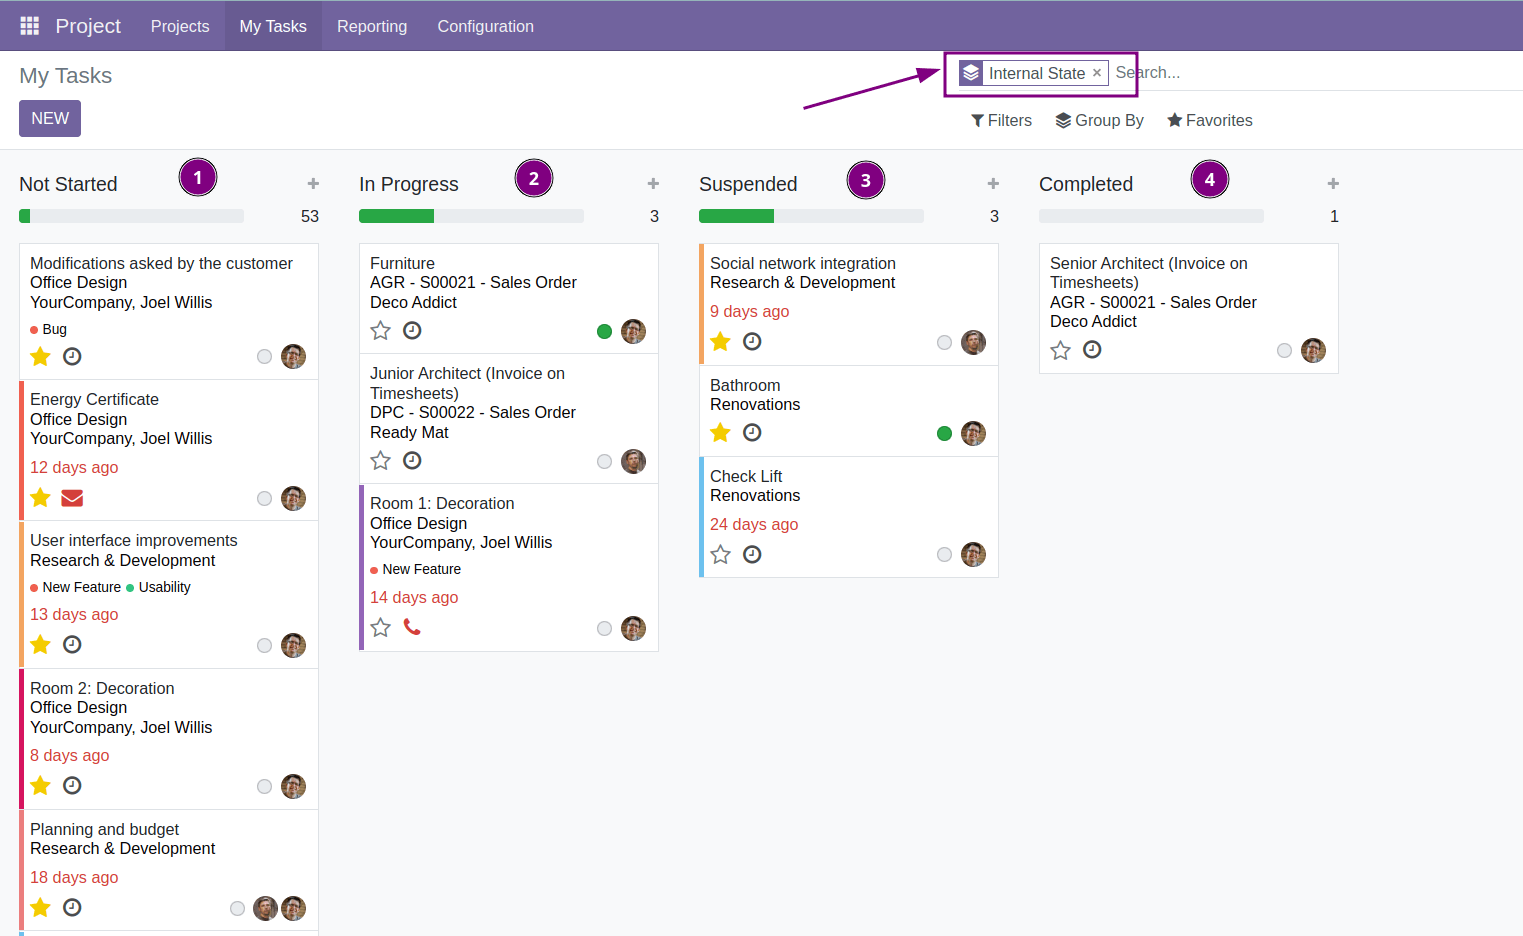 Project Projects My Tasks Reporting Configuration
My Tasks
Internal State × Search...
NEW
Filters Group By Favorites
Not Started 1 +
53
Modifications asked by the customer
Office Design
YourCompany, Joel Willis
Bug
Energy Certificate
Office Design
YourCompany, Joel Willis
12 days ago
User interface improvements
Research & Development
New Feature Usability
13 days ago
Room 2: Decoration
Office Design
YourCompany, Joel Willis
8 days ago
Planning and budget
Research & Development
18 days ago
In Progress 2 +
3
Furniture
AGR - S00021 - Sales Order
Deco Addict
Junior Architect (Invoice on
Timesheets)
DPC - S00022 - Sales Order
Ready Mat
Room 1: Decoration
Office Design
YourCompany, Joel Willis
New Feature
14 days ago
Suspended 3 +
3
Social network integration
Research & Development
9 days ago
Bathroom
Renovations
Check Lift
Renovations
24 days ago
Completed 4 +
1
Senior Architect (Invoice on
Timesheets)
AGR - S00021 - Sales Order
Deco Addict